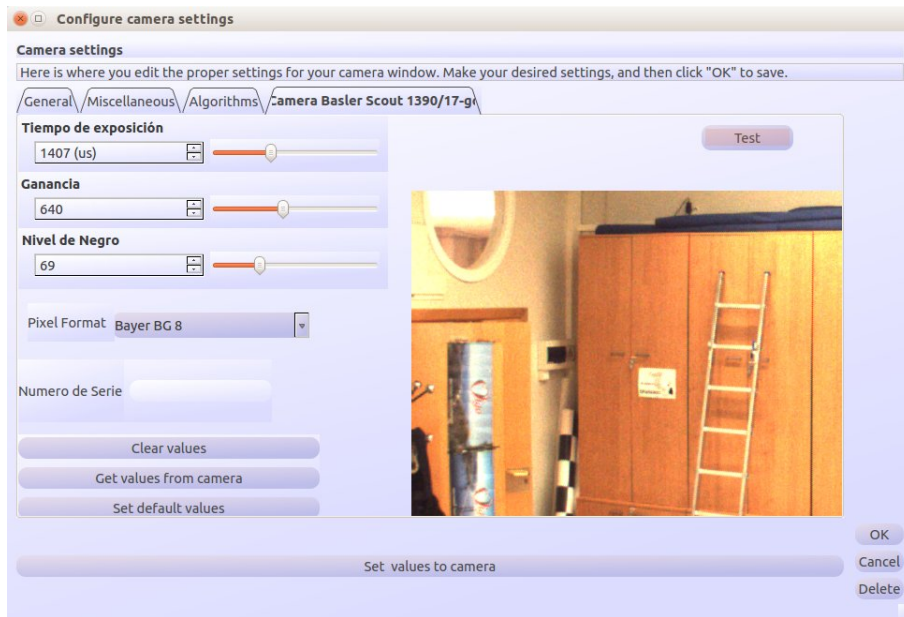 Configure camera settings
Camera settings
Here is where you edit the proper settings for your camera window. Make your desired settings, and then click "OK" to save.
General Miscellaneous Algorithms Camera Basler Scout 1390/17-g
Tiempo de exposición
1407 (us)
Test
Ganancia
640
Nivel de Negro
69
Pixel Format Bayer BG 8
Numero de Serie
Clear values
Get values from camera
Set default values
OK
Set values to camera
Cancel
Delete